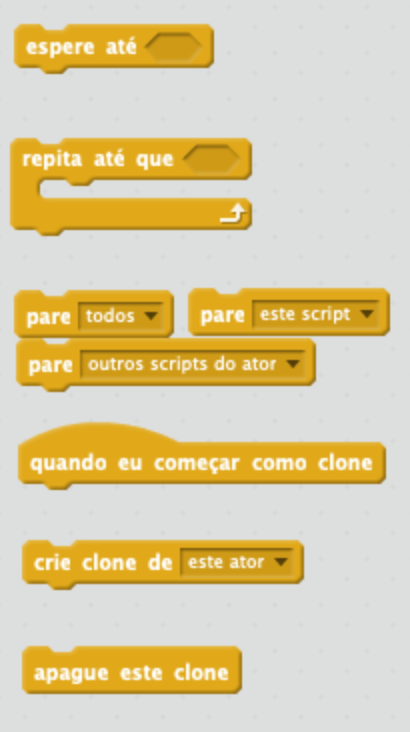 espere até
repita até que
pare todos pare este script
pare outros scripts do ator
quando eu começar como clone
crie clone de este ator
apague este clone